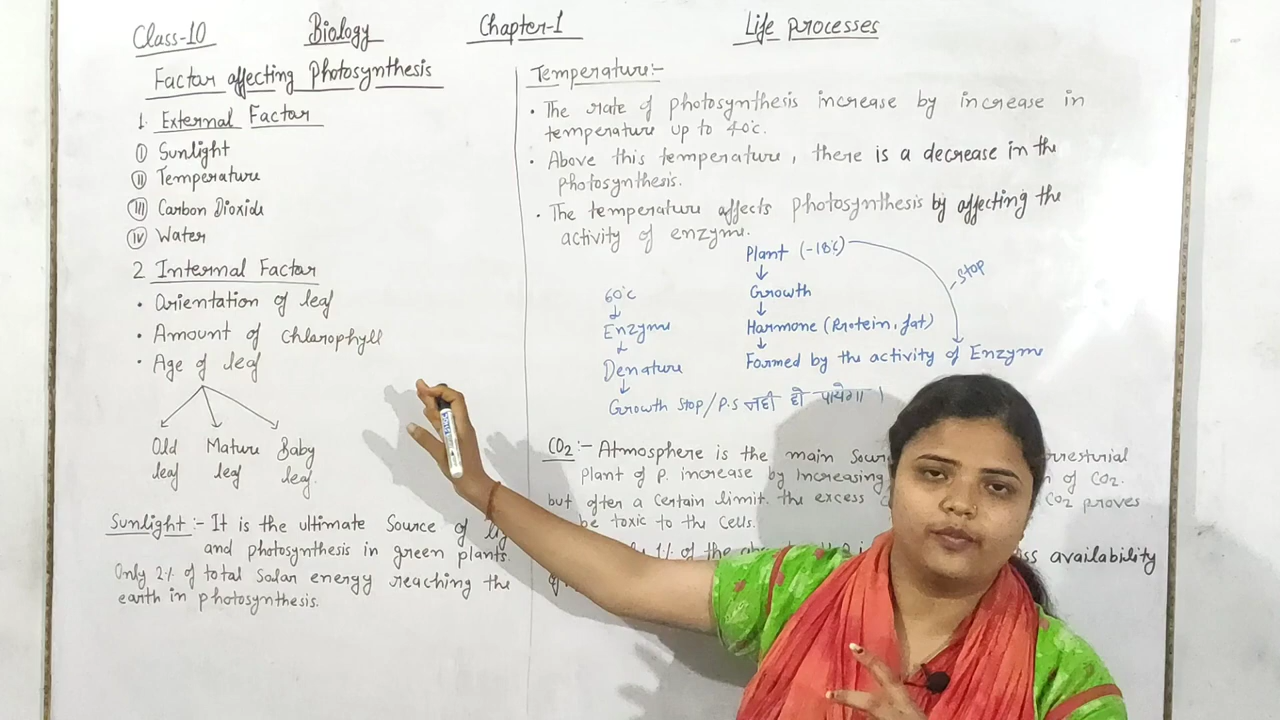 Class-10 Biology Chapter-1 Life processes
Factor affecting Photosynthesis
1. External Factor
(i) Sunlight
(ii) Temperature
(iii) Carbon Dioxide
(iv) Water
2 Internal Factor
• Orientation of leaf
• Amount of Chlorophyll
• Age of leaf
Old Mature Baby
leaf leaf leaf.
Sunlight :- It is the ultimate Source of
and photosynthesis in green plants.
Only 2% of total Solar energy reaching the
earth in photosynthesis.
Temperature:-
• The rate of photosynthesis increase by increase in
temperature up to 40°c.
• Above this temperature, there is a decrease in the
photosynthesis.
• The temperature affects photosynthesis by affecting the
activity of enzyme.
Plant (-18°c)
Stop
Growth
Harmone (Protein, fat)
Formed by the activity of Enzyme
60°c
Enzyme
Denature
Growth Stop/P.S नहीं हो पायेगा।
CO2 :- Atmosphere is the main
Plant of P. increase by Increasing of CO2.
but after a Certain limit. the excess CO2 proves
be toxic to the Cells.
1% of the availability